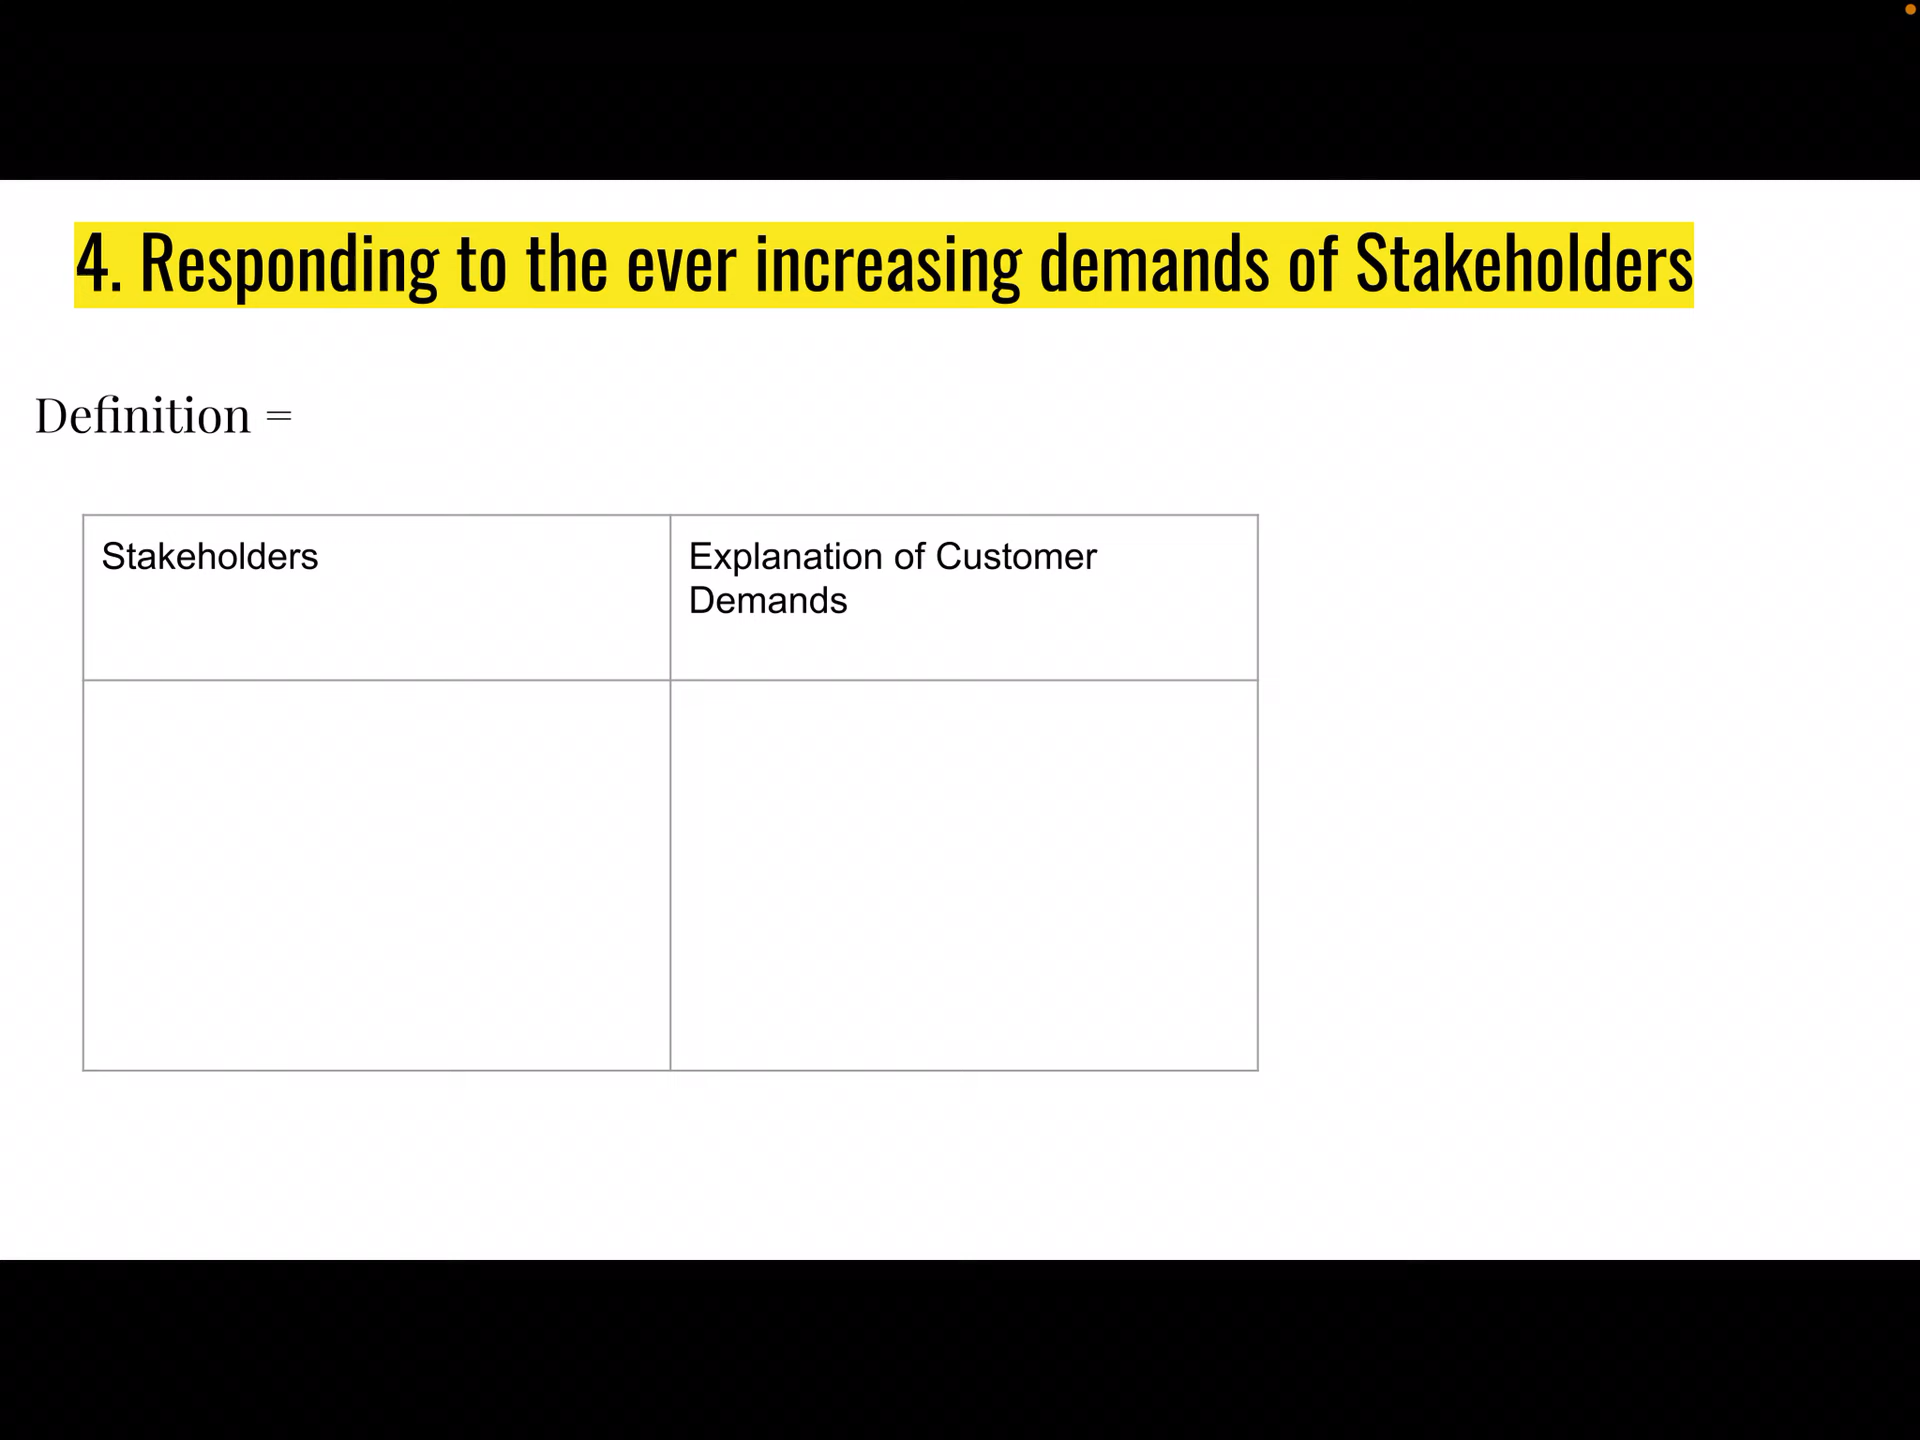 4. Responding to the ever increasing demands of Stakeholders
Definition =
Stakeholders
Explanation of Customer
Demands